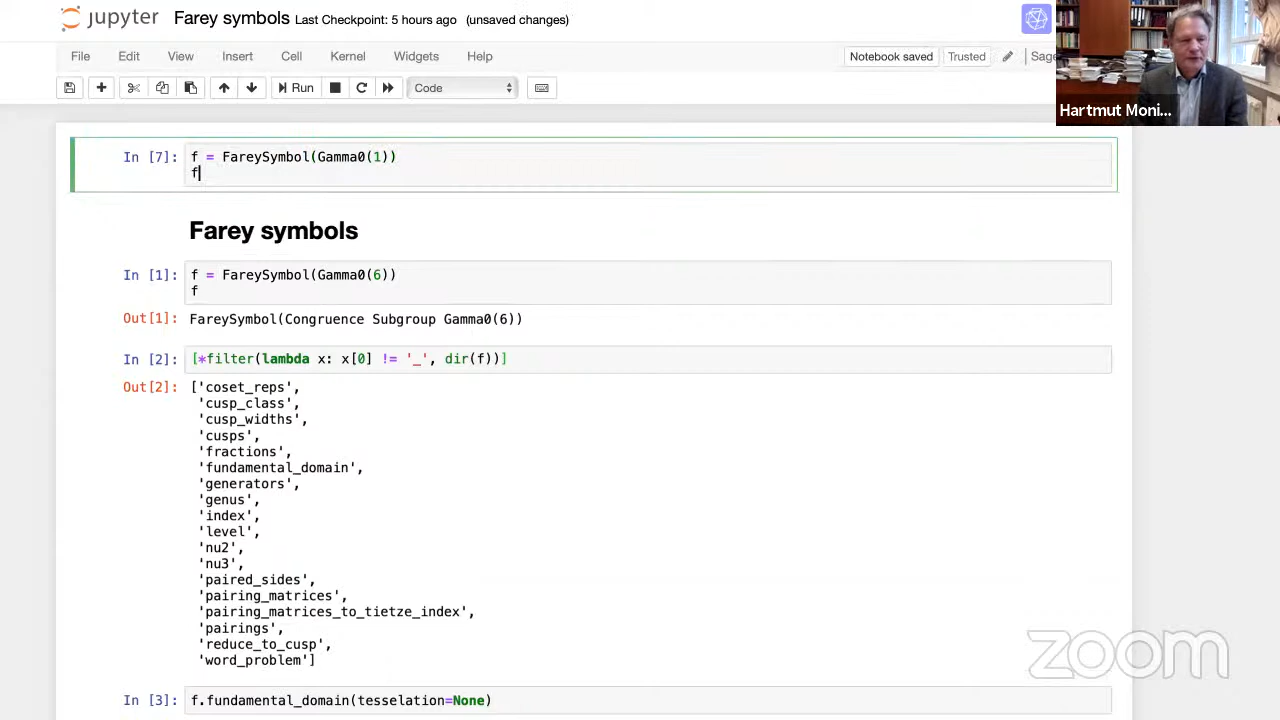 jupyter Farey symbols Last Checkpoint: 5 hours ago (unsaved changes)
File Edit View Insert Cell Kernel Widgets Help Notebook saved Trusted Sage
Run Code
Hartmut Moni...
In [7]: f = FareySymbol(Gamma0(1))
f
Farey symbols
In [1]: f = FareySymbol(Gamma0(6))
f
Out[1]: FareySymbol(Congruence Subgroup Gamma0(6))
In [2]: [*filter(lambda x: x[0] != '_', dir(f))]
Out[2]: ['coset_reps',
'cusp_class',
'cusp_widths',
'cusps',
'fractions',
'fundamental_domain',
'generators',
'genus',
'index',
'level',
'nu2',
'nu3',
'paired_sides',
'pairing_matrices',
'pairing_matrices_to_tietze_index',
'pairings',
'reduce_to_cusp',
'word_problem']
zoom
In [3]: f.fundamental_domain(tesselation=None)